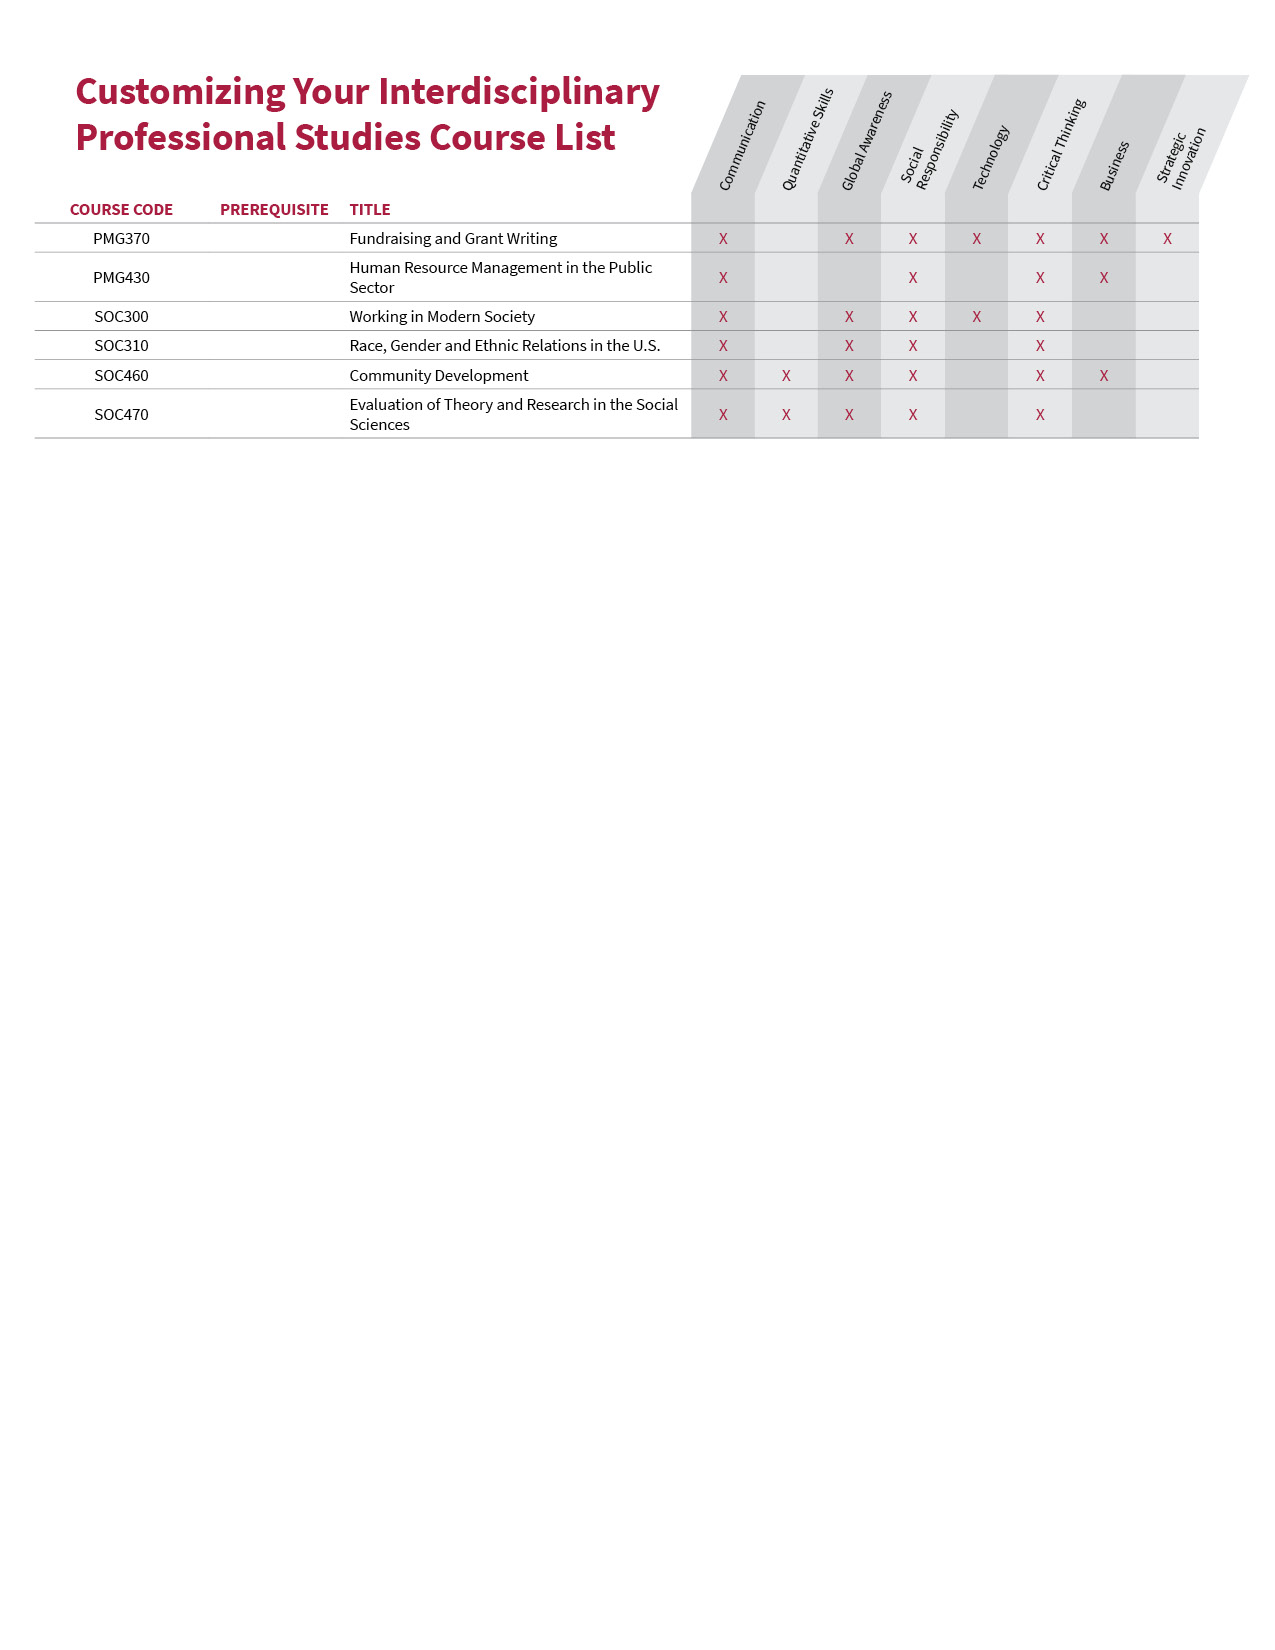 Customizing Your Interdisciplinary
Professional Studies Course List
Communication
Quantitative Skills
Global Awareness
Social
Responsibility
Technology
Critical Thinking
Business
Strategic
Innovation
COURSE CODE PREREQUISITE TITLE
PMG370 Fundraising and Grant Writing X X X X X X X
PMG430 Human Resource Management in the Public
Sector X X X X
SOC300 Working in Modern Society X X X X X
SOC310 Race, Gender and Ethnic Relations in the U.S. X X X X
SOC460 Community Development X X X X X X
SOC470 Evaluation of Theory and Research in the Social
Sciences X X X X X